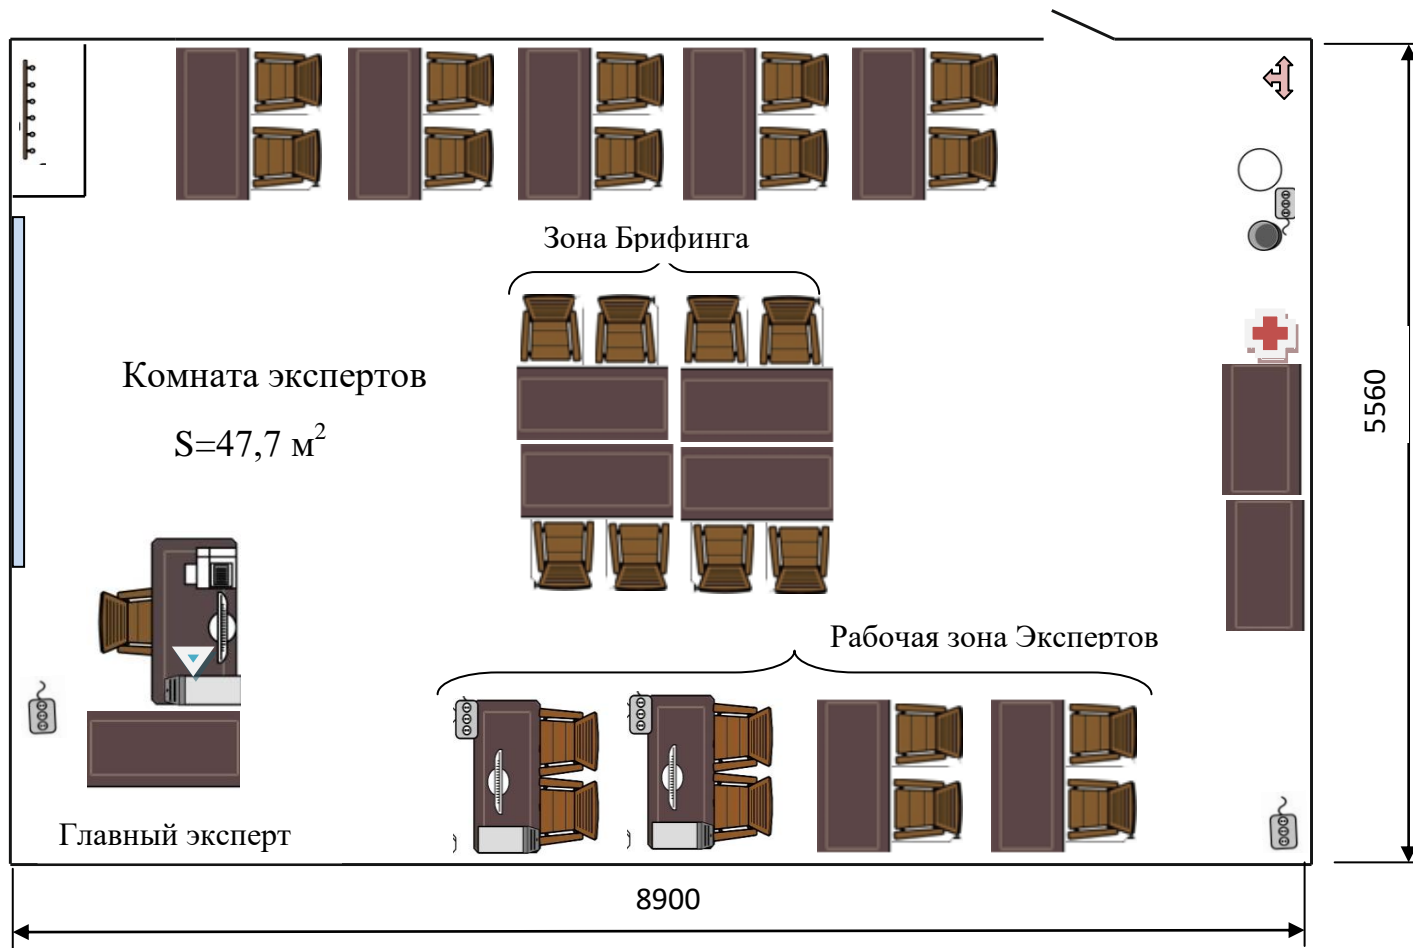 Зона Брифинга
Комната экспертов
S=47,7 м²
5560
Рабочая зона Экспертов
Главный эксперт
8900